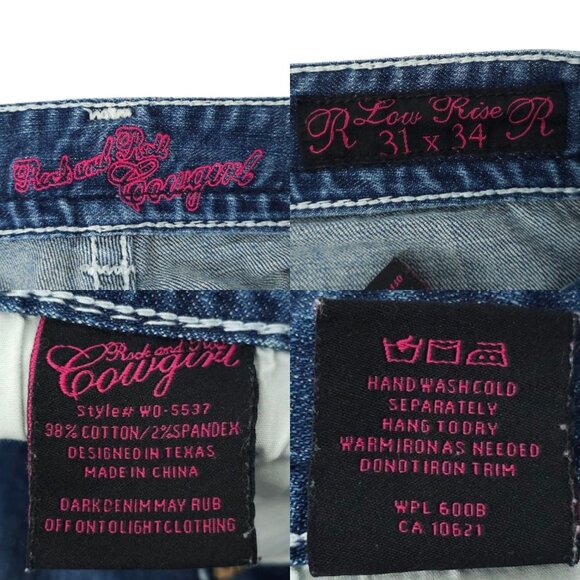 Rock and Roll
Cowgirl
R Low Rise R
31 x 34
Rock and Roll
Cowgirl
Style# WO-5537
98% COTTON/2%SPANDEX
DESIGNED IN TEXAS
MADE IN CHINA
DARK DENIM MAY RUB
OFF ONTO LIGHT CLOTHING
HAND WASH COLD
SEPARATELY
HANG TO DRY
WARM IRON AS NEEDED
DO NOT IRON TRIM
WPL 600B
CA 10621